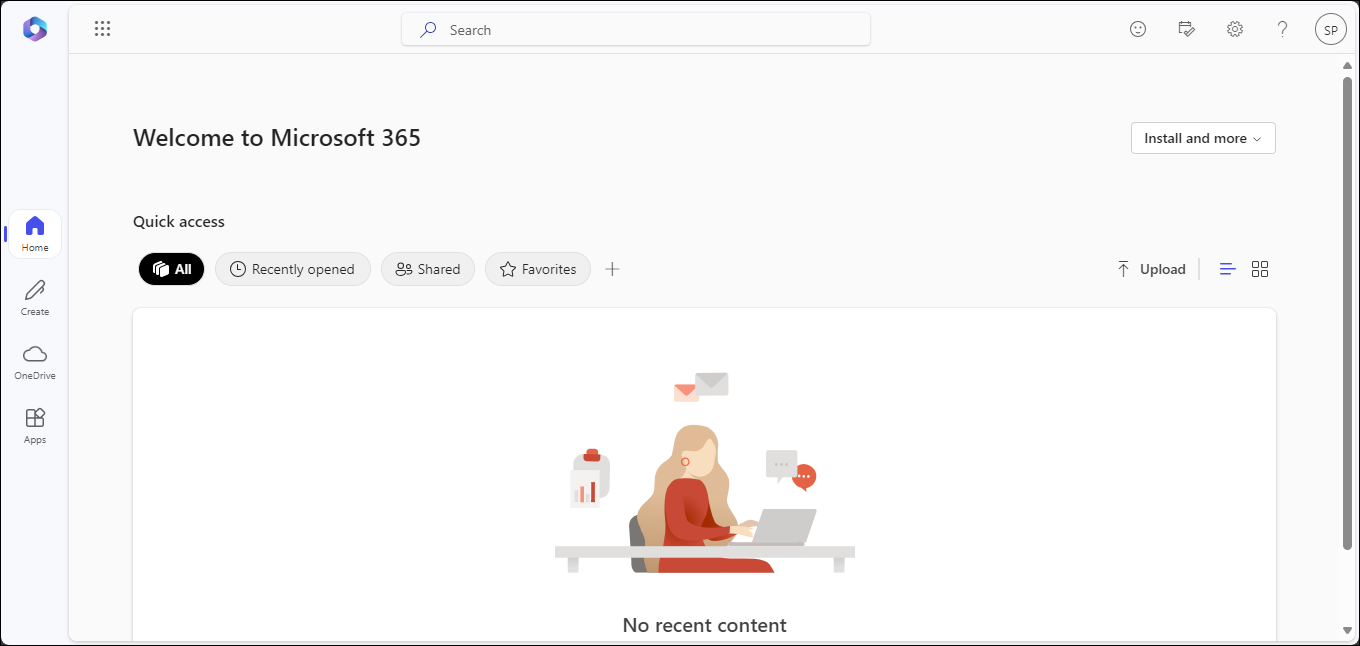 Search
SP
Welcome to Microsoft 365
Install and more
Quick access
Home
All
Recently opened
Shared
Favorites
Upload
Create
OneDrive
Apps
No recent content